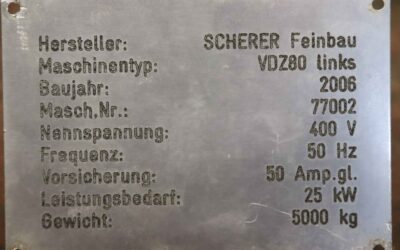 Hersteller: SCHERER Feinbau
Maschinentyp: VDZ80 links
Baujahr: 2006
Masch.Nr.: 77002
Nennspannung: 400 V
Frequenz: 50 Hz
Vorsicherung: 50 Amp.gl.
Leistungsbedarf: 25 kW
Gewicht: 5000 kg